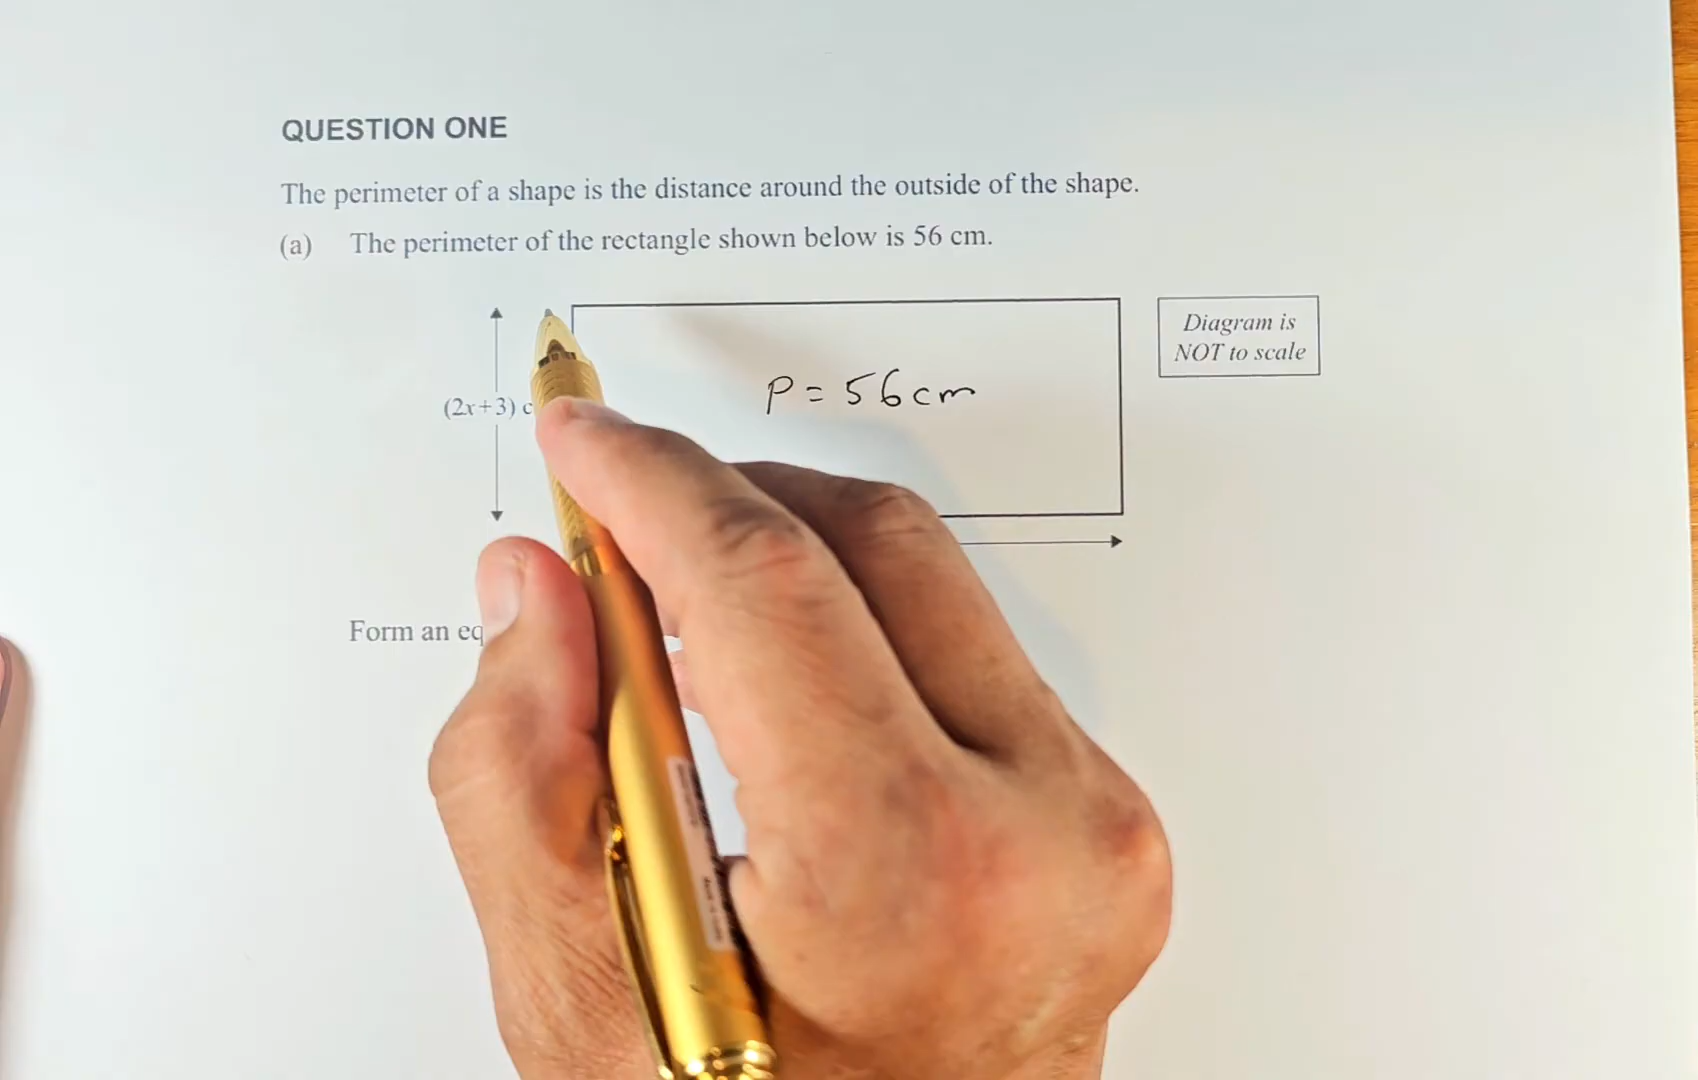 QUESTION ONE
The perimeter of a shape is the distance around the outside of the shape.
(a) The perimeter of the rectangle shown below is 56 cm.
Diagram is
NOT to scale
P = 56cm
(2x+3) c
Form an eq